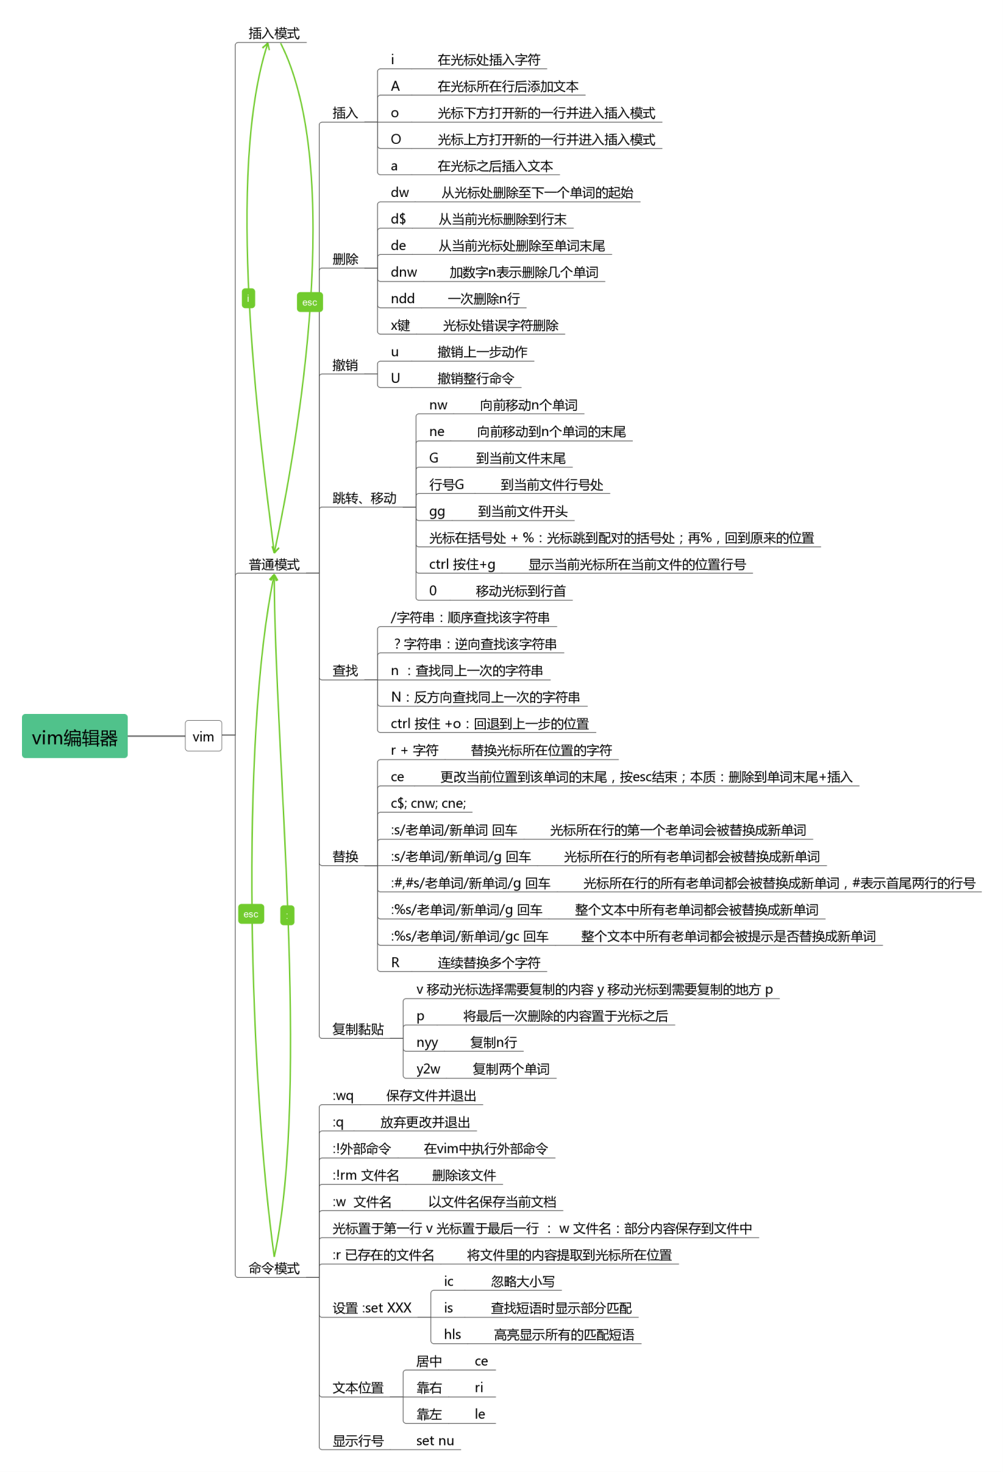 插入模式
i 在光标处插入字符
A 在光标所在行后添加文本
插入
o 光标下方打开新的一行并进入插入模式
O 光标上方打开新的一行并进入插入模式
a 在光标之后插入文本
dw 从光标处删除至下一个单词的起始
d$ 从当前光标删除到行末
de 从当前光标处删除至单词末尾
删除
dnw 加数字n表示删除几个单词
ndd 一次删除n行
i
esc
x键 光标处错误字符删除
u 撤销上一步动作
撤销
U 撤销整行命令
nw 向前移动n个单词
ne 向前移动到n个单词的末尾
G 到当前文件末尾
行号G 到当前文件行号处
跳转、移动
gg 到当前文件开头
光标在括号处 + %：光标跳到配对的括号处；再%，回到原来的位置
ctrl 按住+g 显示当前光标所在当前文件的位置行号
普通模式
0 移动光标到行首
/字符串：顺序查找该字符串
？字符串：逆向查找该字符串
查找
n ：查找同上一次的字符串
N：反方向查找同上一次的字符串
ctrl 按住 +o：回退到上一步的位置
vim编辑器
vim
r + 字符 替换光标所在位置的字符
ce 更改当前位置到该单词的末尾，按esc结束；本质：删除到单词末尾+插入
c$; cnw; cne;
:s/老单词/新单词 回车 光标所在行的第一个老单词会被替换成新单词
替换
:s/老单词/新单词/g 回车 光标所在行的所有老单词都会被替换成新单词
:#,#s/老单词/新单词/g 回车 光标所在行的所有老单词都会被替换成新单词，#表示首尾两行的行号
:%s/老单词/新单词/g 回车 整个文本中所有老单词都会被替换成新单词
esc
:
:%s/老单词/新单词/gc 回车 整个文本中所有老单词都会被提示是否替换成新单词
R 连续替换多个字符
v 移动光标选择需要复制的内容 y 移动光标到需要复制的地方 p
p 将最后一次删除的内容置于光标之后
复制黏贴
nyy 复制n行
y2w 复制两个单词
:wq 保存文件并退出
:q 放弃更改并退出
:!外部命令 在vim中执行外部命令
:!rm 文件名 删除该文件
:w 文件名 以文件名保存当前文档
光标置于第一行 v 光标置于最后一行 ： w 文件名：部分内容保存到文件中
:r 已存在的文件名 将文件里的内容提取到光标所在位置
命令模式
ic 忽略大小写
设置 :set XXX
is 查找短语时显示部分匹配
hls 高亮显示所有的匹配短语
居中 ce
文本位置
靠右 ri
靠左 le
显示行号 set nu